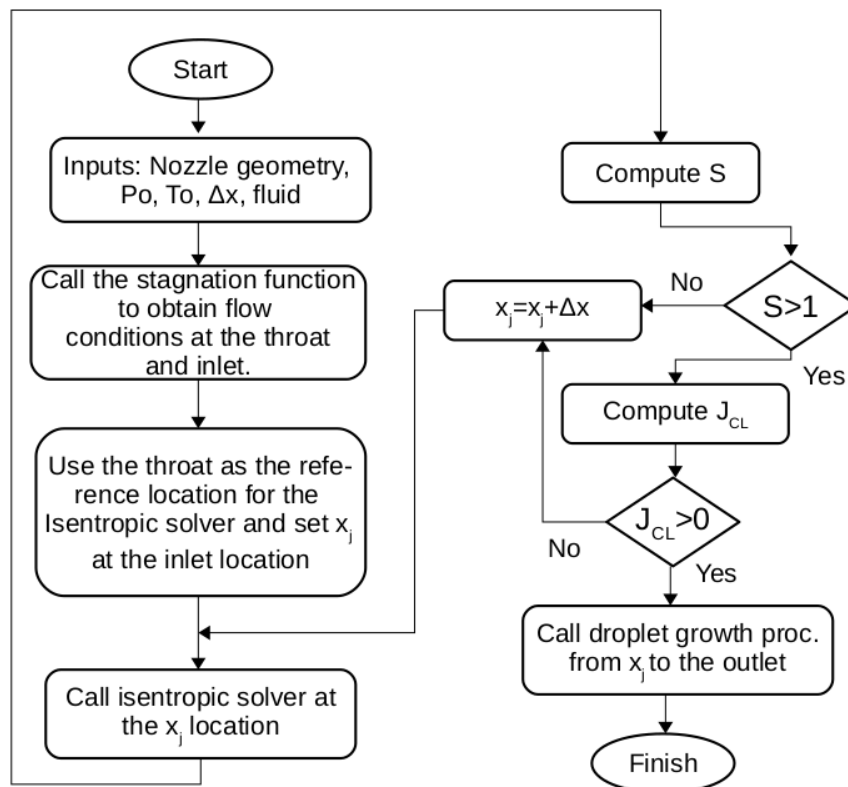 Start
Inputs: Nozzle geometry,
Po, To, Δx, fluid
Call the stagnation function
to obtain flow
conditions at the throat
and inlet.
Use the throat as the refe-
rence location for the
Isentropic solver and set xj
at the inlet location
Call isentropic solver at
the xj location
Compute S
S>1
No
Yes
xj=xj+Δx
Compute JCL
JCL>0
No
Yes
Call droplet growth proc.
from xj to the outlet
Finish